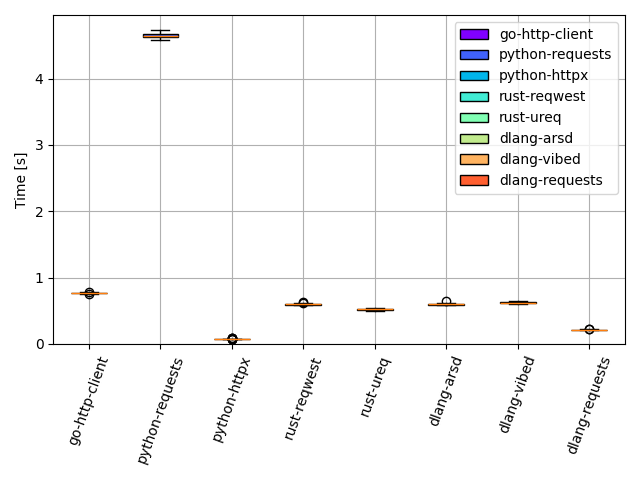 Time [s]
4
3
2
1
0
go-http-client
python-requests
python-httpx
rust-reqwest
rust-ureq
dlang-arsd
dlang-vibed
dlang-requests
go-http-client
python-requests
python-httpx
rust-reqwest
rust-ureq
dlang-arsd
dlang-vibed
dlang-requests